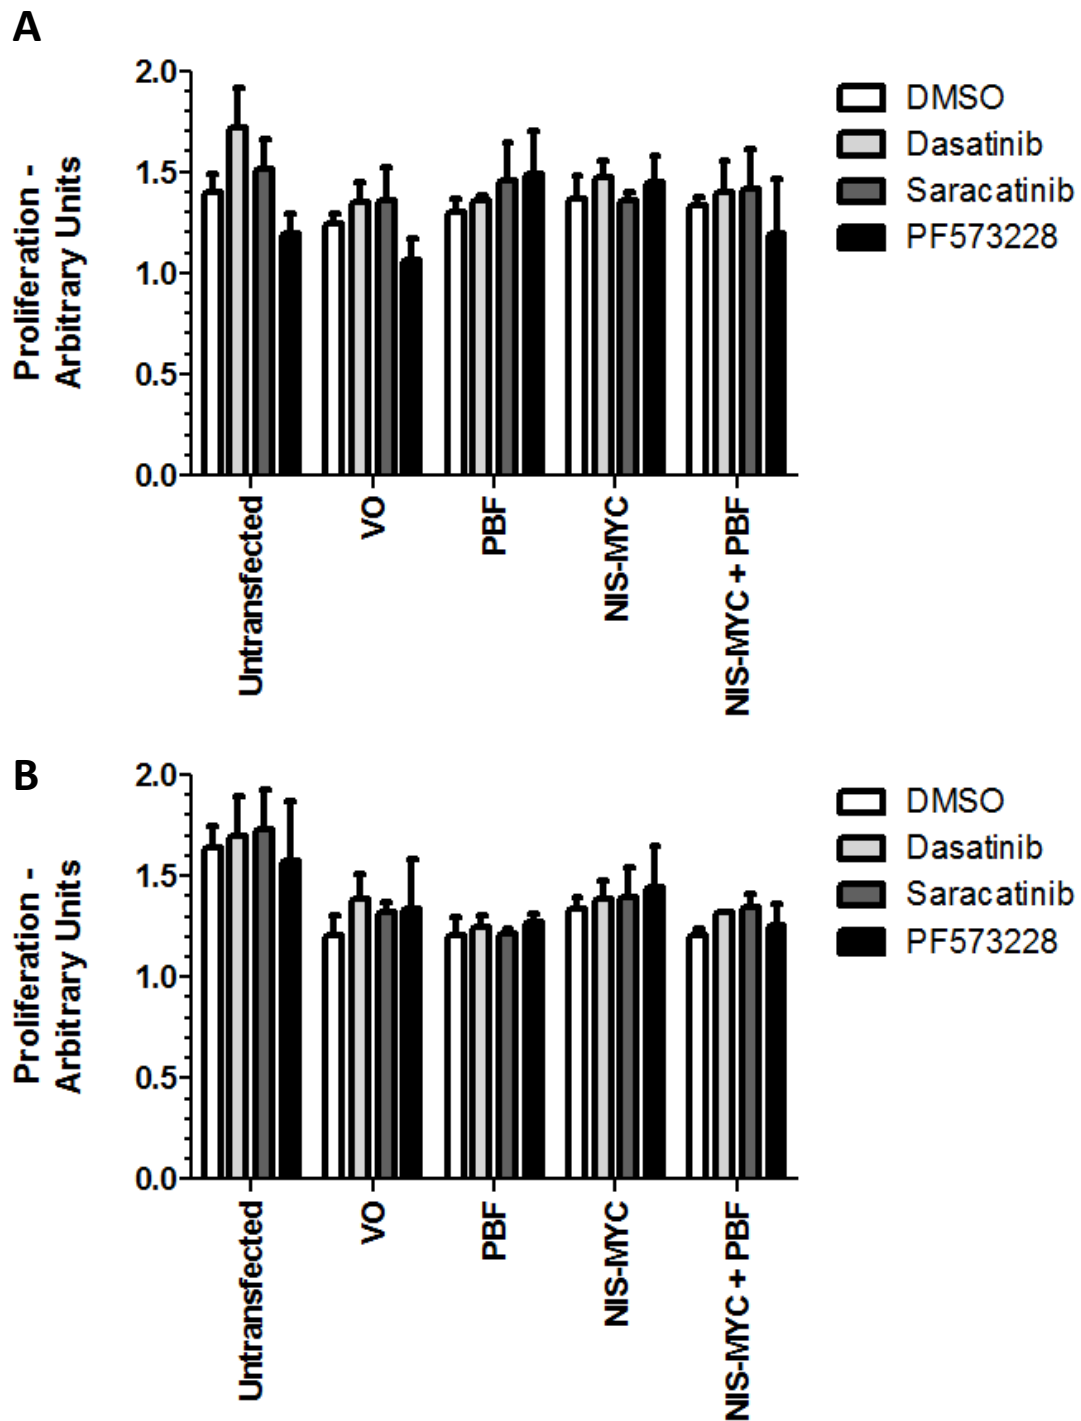 A
Proliferation -
Arbitrary Units
2.0
1.5
1.0
0.5
0.0
Untransfected
VO
PBF
NIS-MYC
NIS-MYC + PBF
DMSO
Dasatinib
Saracatinib
PF573228
B
Proliferation -
Arbitrary Units
2.0
1.5
1.0
0.5
0.0
Untransfected
VO
PBF
NIS-MYC
NIS-MYC + PBF
DMSO
Dasatinib
Saracatinib
PF573228